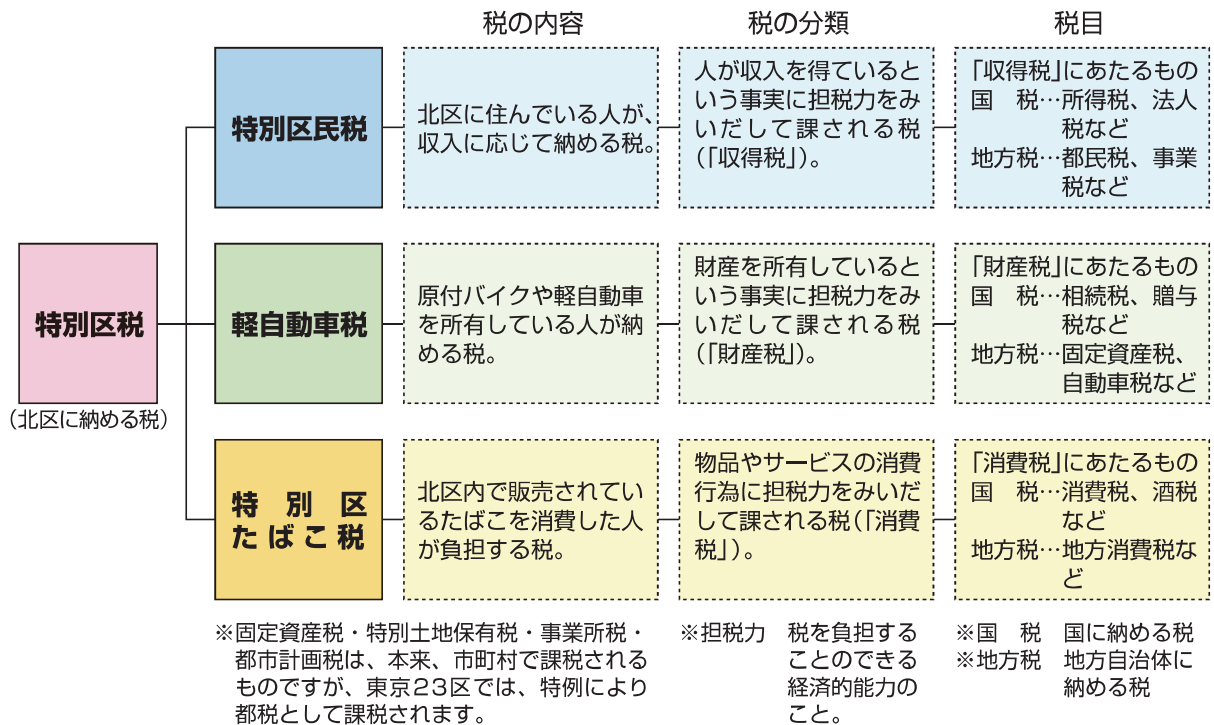 税の内容
税の分類
税目
特別区税
(北区に納める税)
特別区民税
北区に住んでいる人が、
収入に応じて納める税。
人が収入を得ていると
いう事実に担税力をみ
いだして課される税
(「収得税」)。
「収得税」にあたるもの
国　税…所得税、法人
税など
地方税…都民税、事業
税など
軽自動車税
原付バイクや軽自動車
を所有している人が納
める税。
財産を所有していると
いう事実に担税力をみ
いだして課される税
(「財産税」)。
「財産税」にあたるもの
国　税…相続税、贈与
税など
地方税…固定資産税、
自動車税など
特別区
たばこ税
北区内で販売されてい
るたばこを消費した人
が負担する税。
物品やサービスの消費
行為に担税力をみいだ
して課される税(「消費
税」)。
「消費税」にあたるもの
国　税…消費税、酒税
など
地方税…地方消費税な
ど
※固定資産税・特別土地保有税・事業所税・
都市計画税は、本来、市町村で課税される
ものですが、東京23区では、特例により
都税として課税されます。
※担税力　税を負担する
ことのできる
経済的能力の
こと。
※国　税　国に納める税
※地方税　地方自治体に
納める税